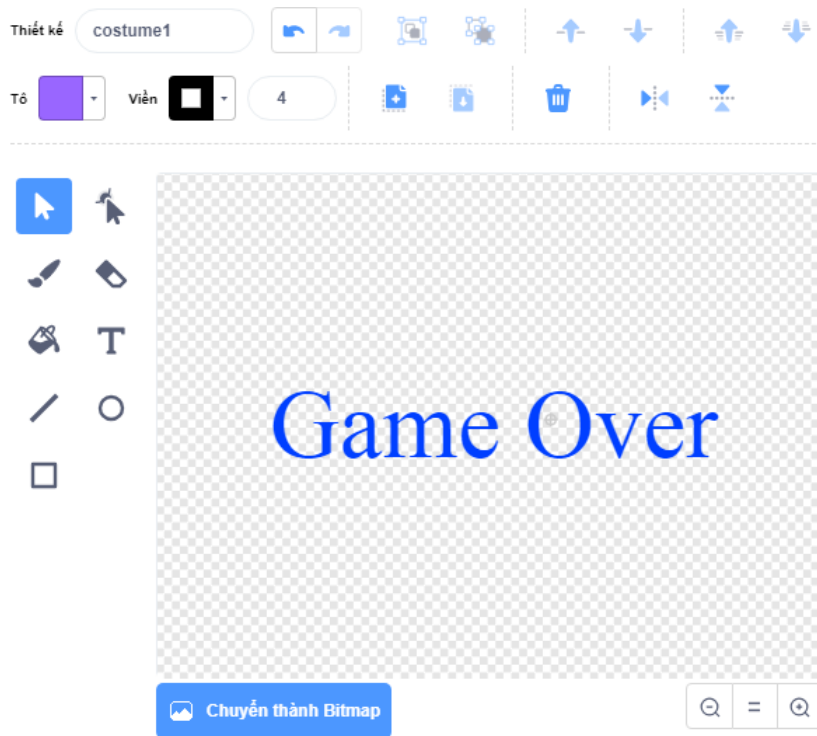 Thiết kế costume1
Tô Viền 4
Game Over
Chuyển thành Bitmap